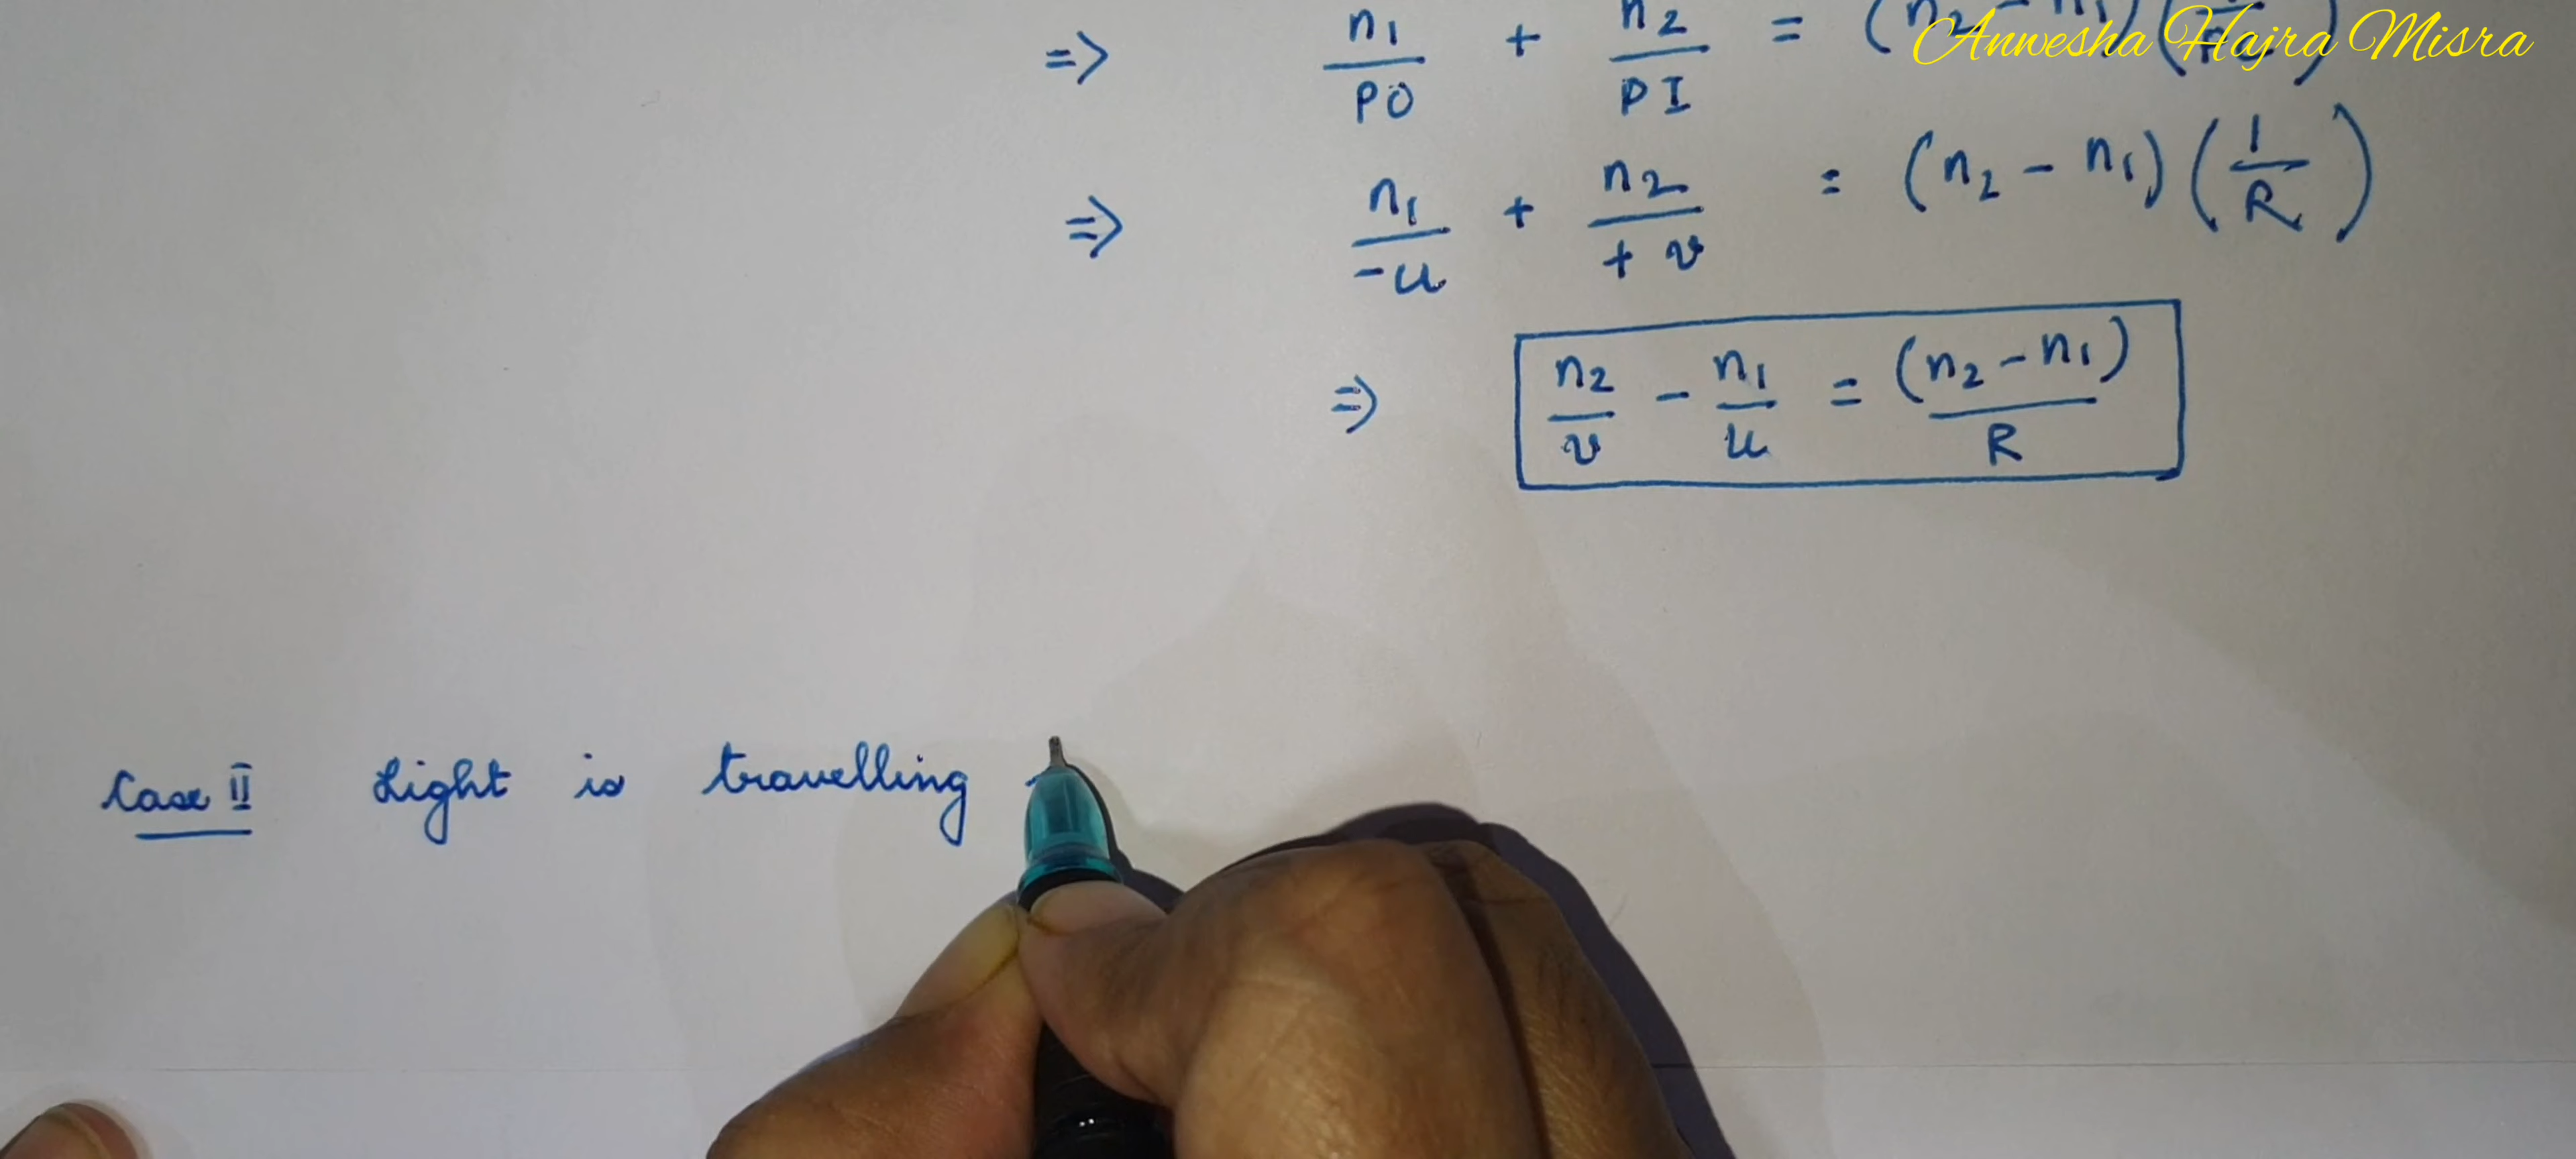 Anwesha Hajra Misra
=> n₁/PO + n₂/PI = (n₂ - n₁)
=> n₁/-u + n₂/+v = (n₂ - n₁)(1/R)
=> n₂/v - n₁/u = (n₂ - n₁)/R
Case II Light is travelling